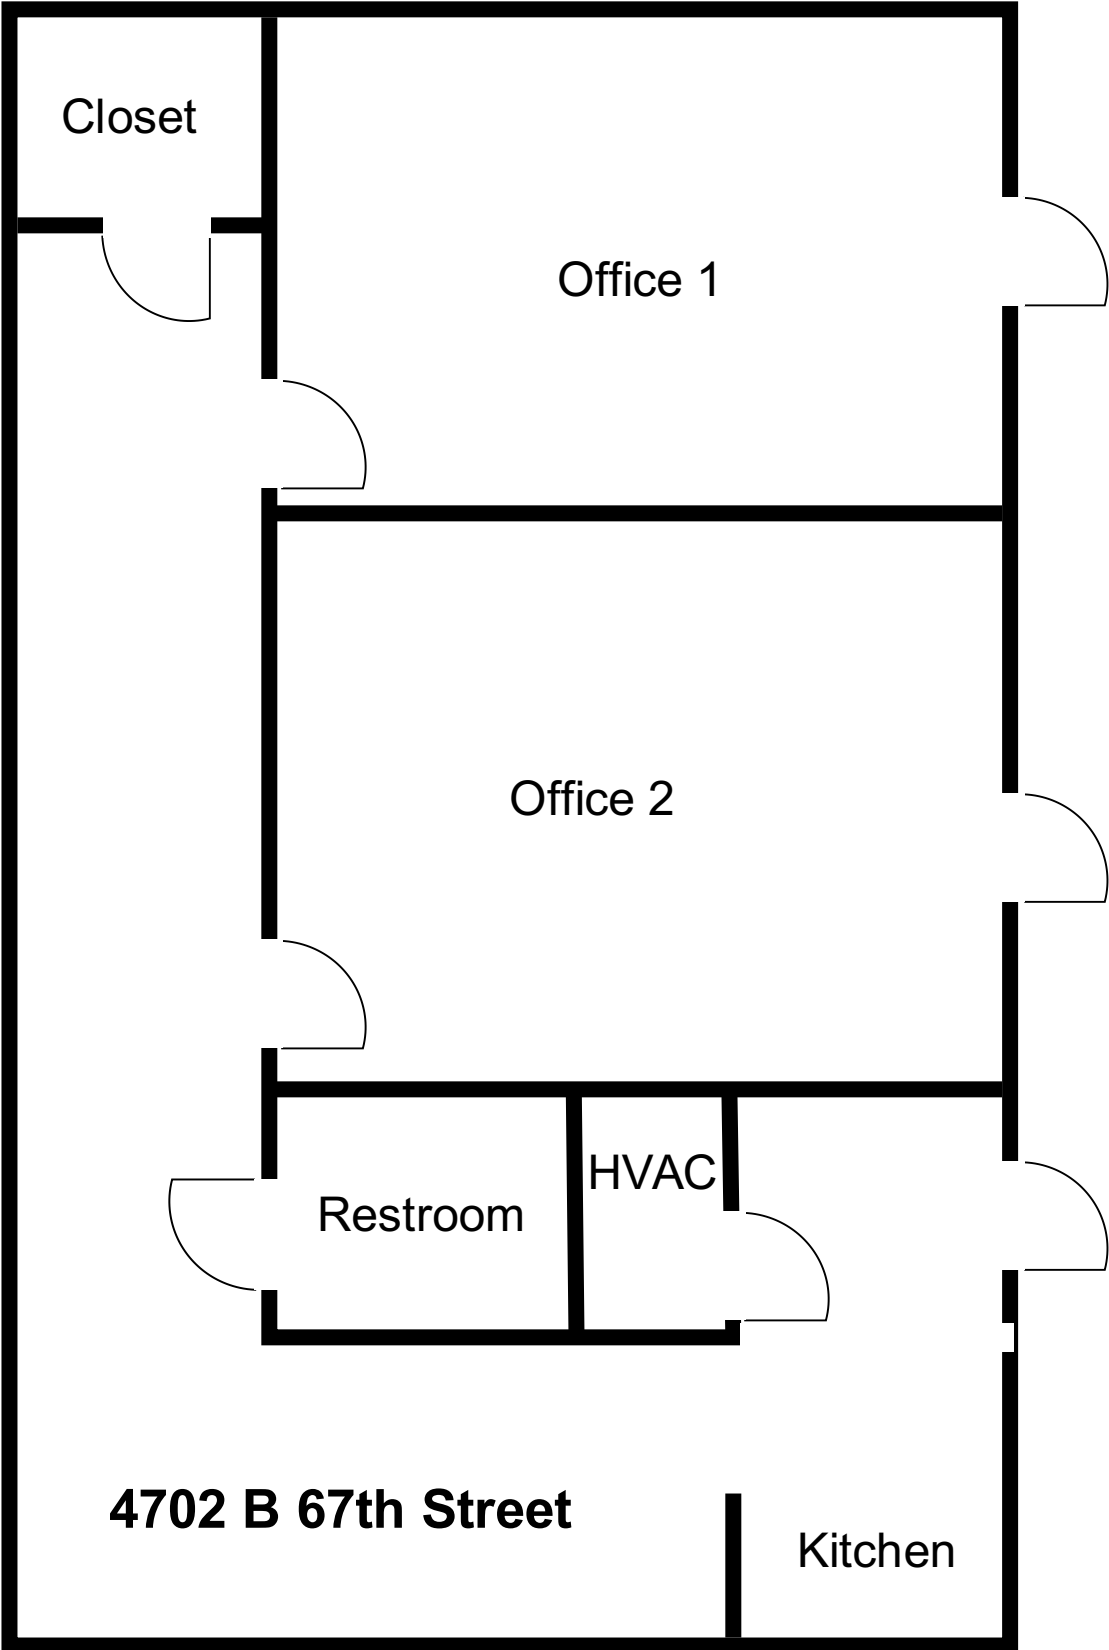 Closet
Office 1
Office 2
HVAC
Restroom
4702 B 67th Street
Kitchen